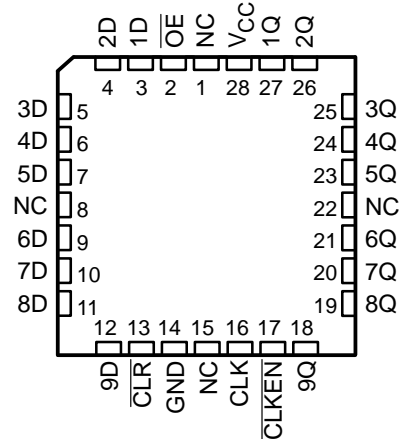 2D 1D OE NC VCC 1Q 2Q
4 3 2 1 28 27 26
3D 5 25 3Q
4D 6 24 4Q
5D 7 23 5Q
NC 8 22 NC
6D 9 21 6Q
7D 10 20 7Q
8D 11 19 8Q
12 13 14 15 16 17 18
9D CLR GND NC CLK CLKEN 9Q